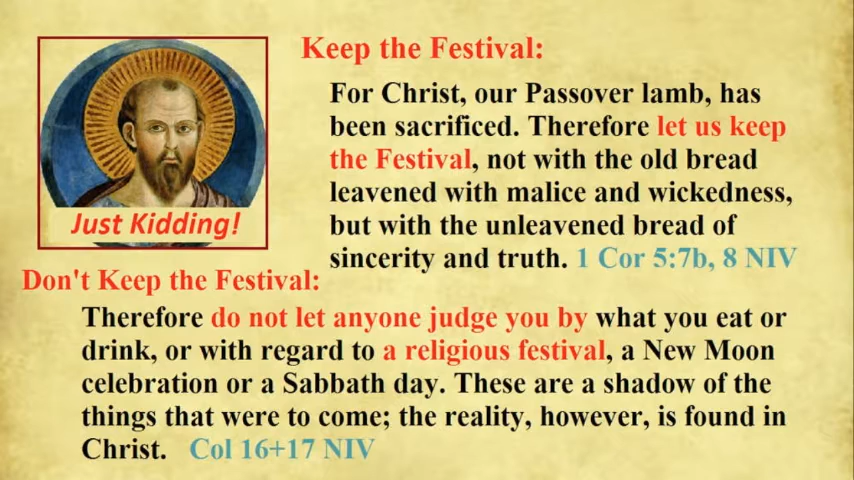 Keep the Festival:
For Christ, our Passover lamb, has
been sacrificed. Therefore let us keep
the Festival, not with the old bread
leavened with malice and wickedness,
but with the unleavened bread of
sincerity and truth. 1 Cor 5:7b, 8 NIV
Just Kidding!
Don't Keep the Festival:
Therefore do not let anyone judge you by what you eat or
drink, or with regard to a religious festival, a New Moon
celebration or a Sabbath day. These are a shadow of the
things that were to come; the reality, however, is found in
Christ. Col 16+17 NIV